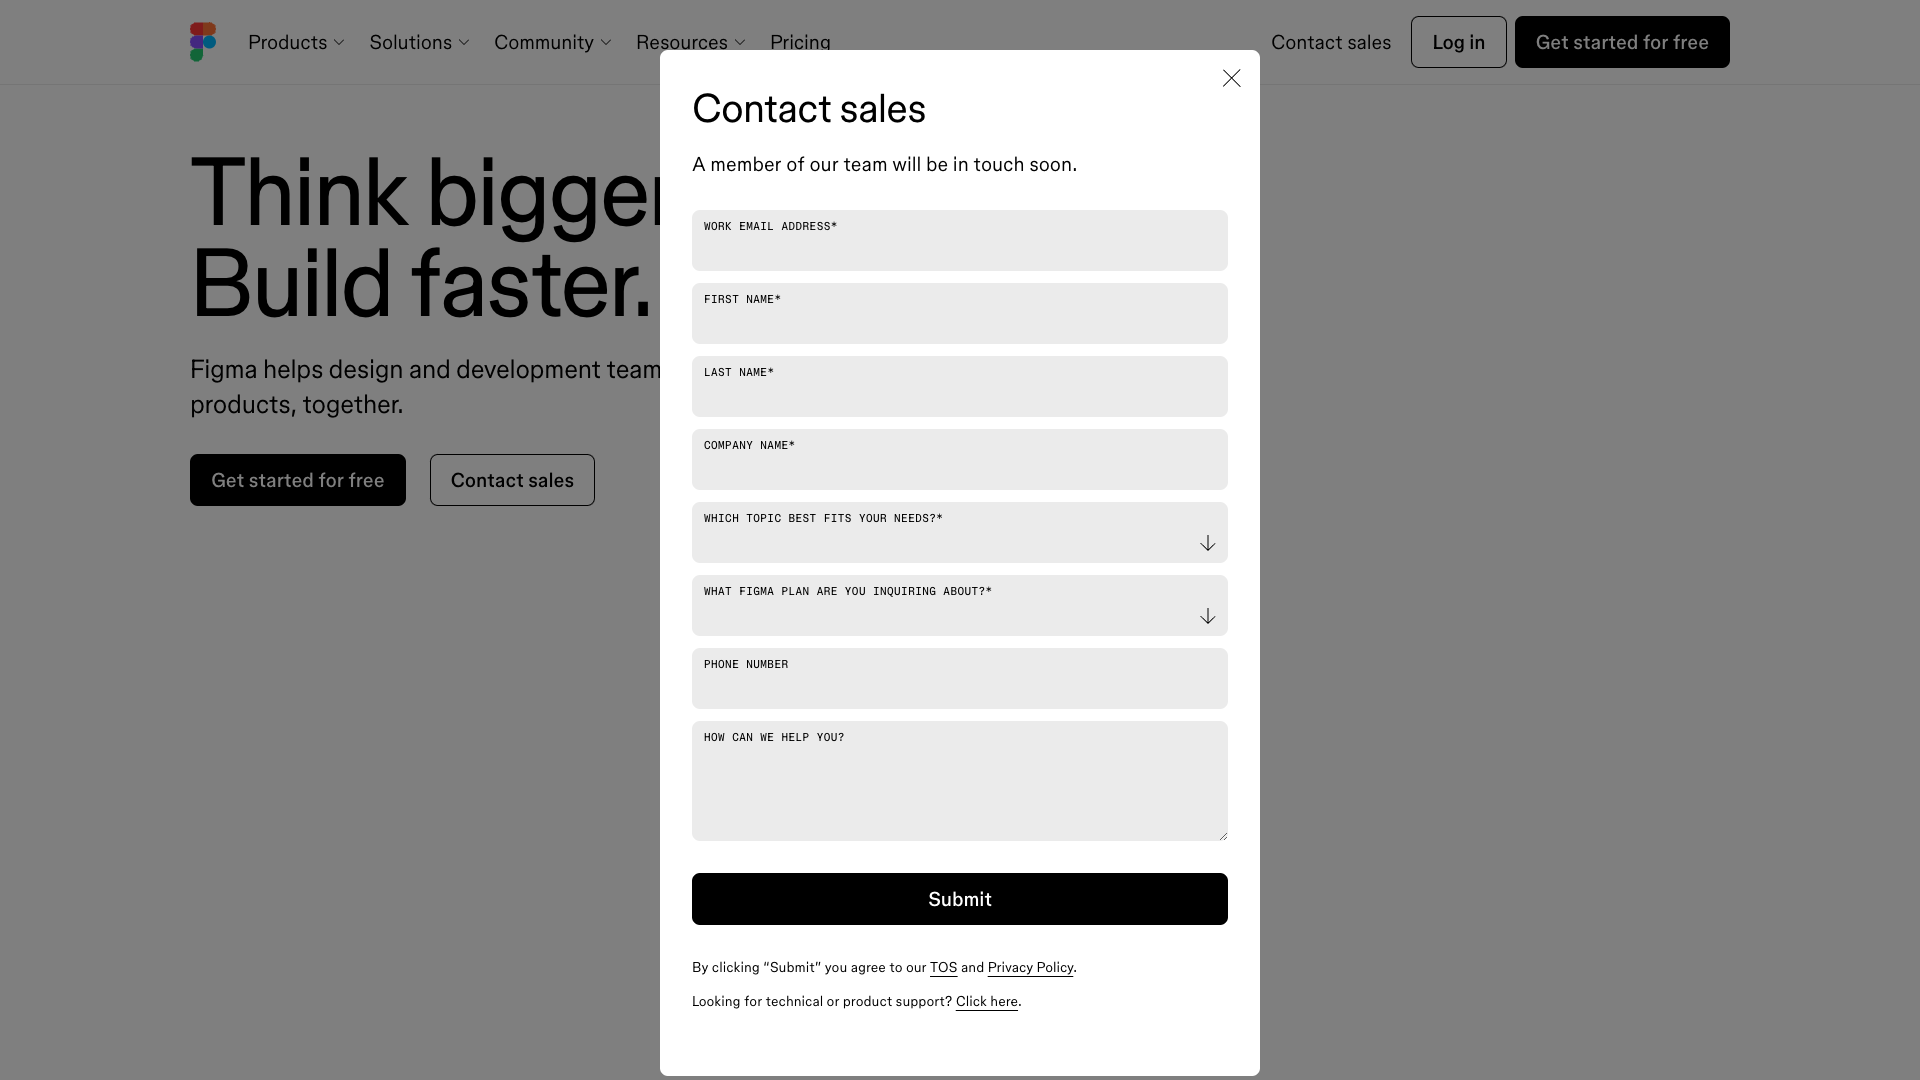 Products
Solutions
Community
Resources
Pricing
Contact sales
Log in
Get started for free
Think bigger
Build faster.
Figma helps design and development team
products, together.
Get started for free
Contact sales
Contact sales
A member of our team will be in touch soon.
WORK EMAIL ADDRESS*
FIRST NAME*
LAST NAME*
COMPANY NAME*
WHICH TOPIC BEST FITS YOUR NEEDS?*
WHAT FIGMA PLAN ARE YOU INQUIRING ABOUT?*
PHONE NUMBER
HOW CAN WE HELP YOU?
Submit
By clicking “Submit” you agree to our TOS and Privacy Policy.
Looking for technical or product support? Click here.